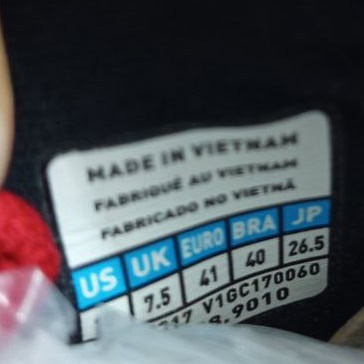 MADE IN VIETNAM
FABRIQUÉ AU VIETNAM
FABRICADO NO VIETNÃ
US UK EURO BRA JP
7.5 41 40 26.5
V1GC170060
9010